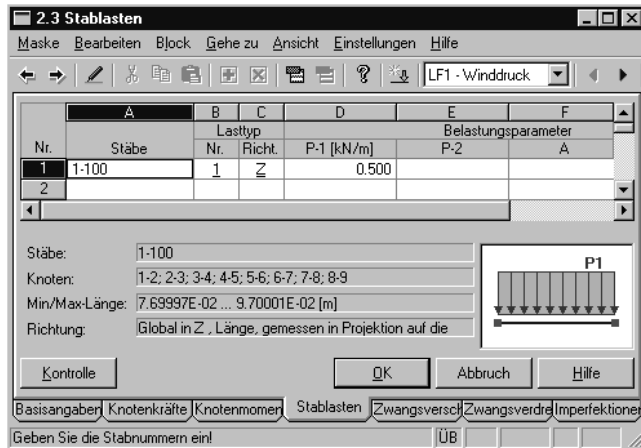 2.3 Stablasten
Maske Bearbeiten Block Gehe zu Ansicht Einstellungen Hilfe
LF1 - Winddruck
A B C D E F
Lasttyp Belastungsparameter
Nr. Stäbe Nr. Richt. P-1 [kN/m] P-2 A
1 1-100 1 Z 0.500
2
Stäbe: 1-100
Knoten: 1-2; 2-3; 3-4; 4-5; 5-6; 6-7; 7-8; 8-9
Min/Max-Länge: 7.69997E-02 ... 9.70001E-02 [m]
Richtung: Global in Z , Länge, gemessen in Projektion auf die
P1
Kontrolle OK Abbruch Hilfe
Basisangaben Knotenkräfte Knotenmomen Stablasten Zwangsversch Zwangsverdre Imperfektionen
Geben Sie die Stabnummern ein! ÜB